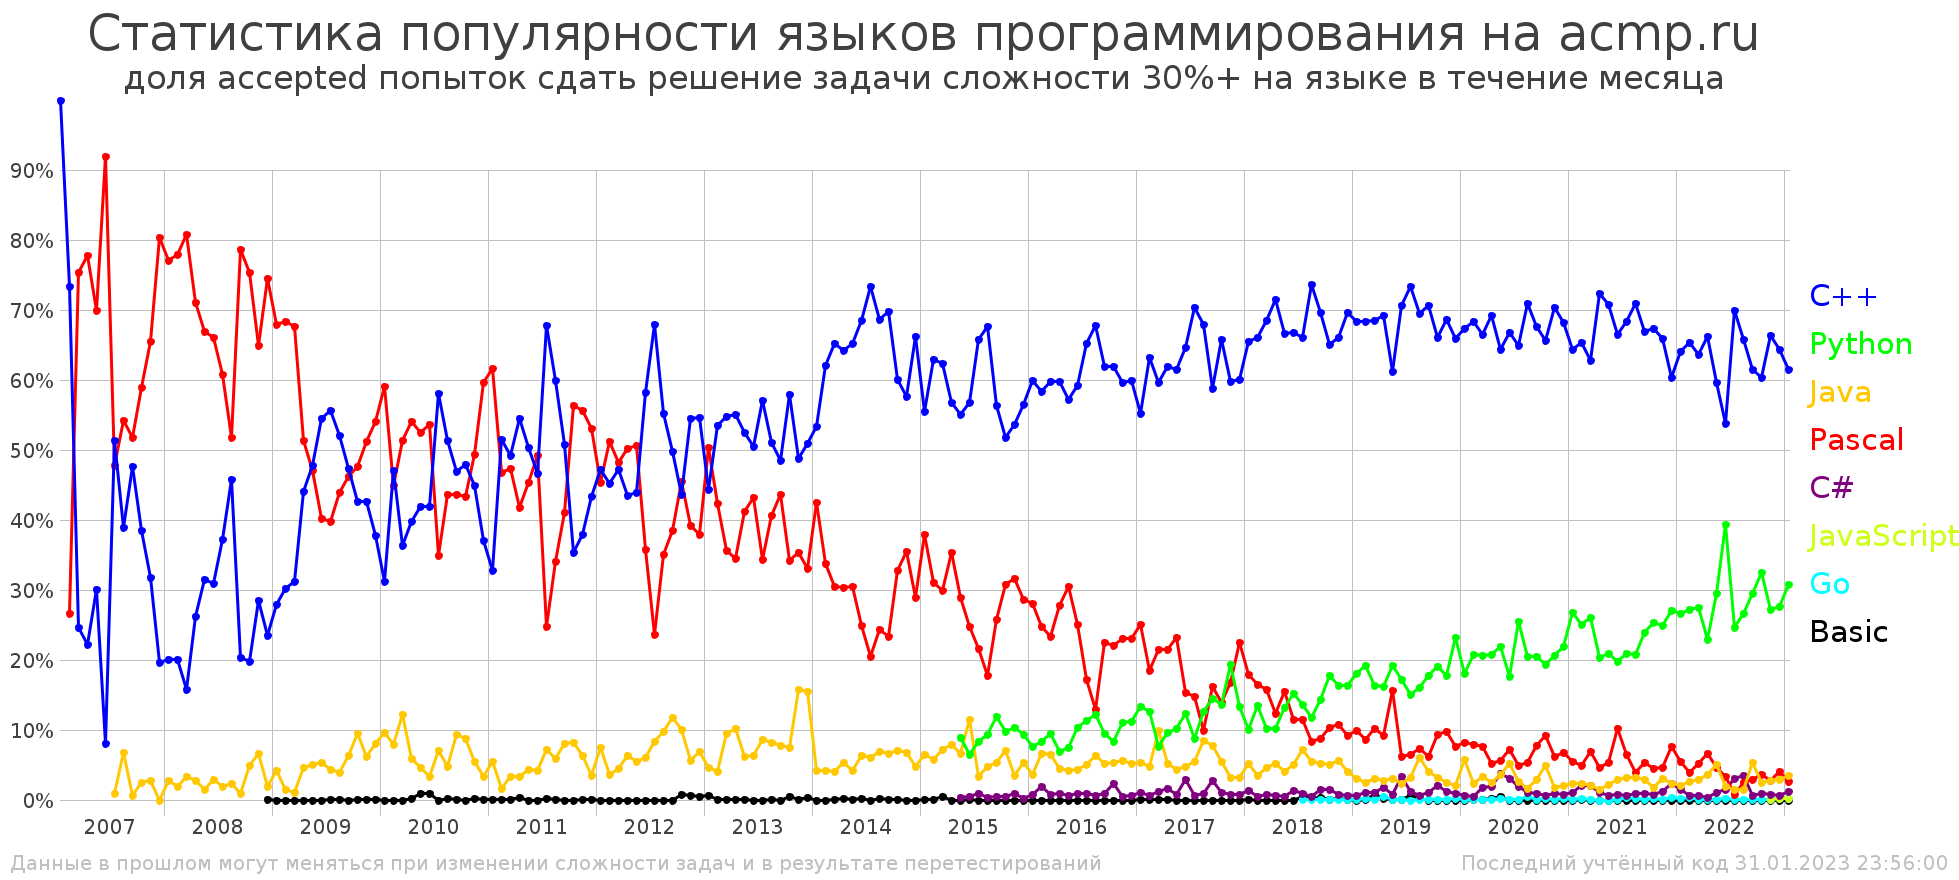 Статистика популярности языков программирования на acmp.ru
доля accepted попыток сдать решение задачи сложности 30%+ на языке в течение месяца
90%
80%
70%
60%
50%
40%
30%
20%
10%
0%
2007 2008 2009 2010 2011 2012 2013 2014 2015 2016 2017 2018 2019 2020 2021 2022
C++
Python
Java
Pascal
C#
JavaScript
Go
Basic
Данные в прошлом могут меняться при изменении сложности задач и в результате перетестирований
Последний учтённый код 31.01.2023 23:56:00